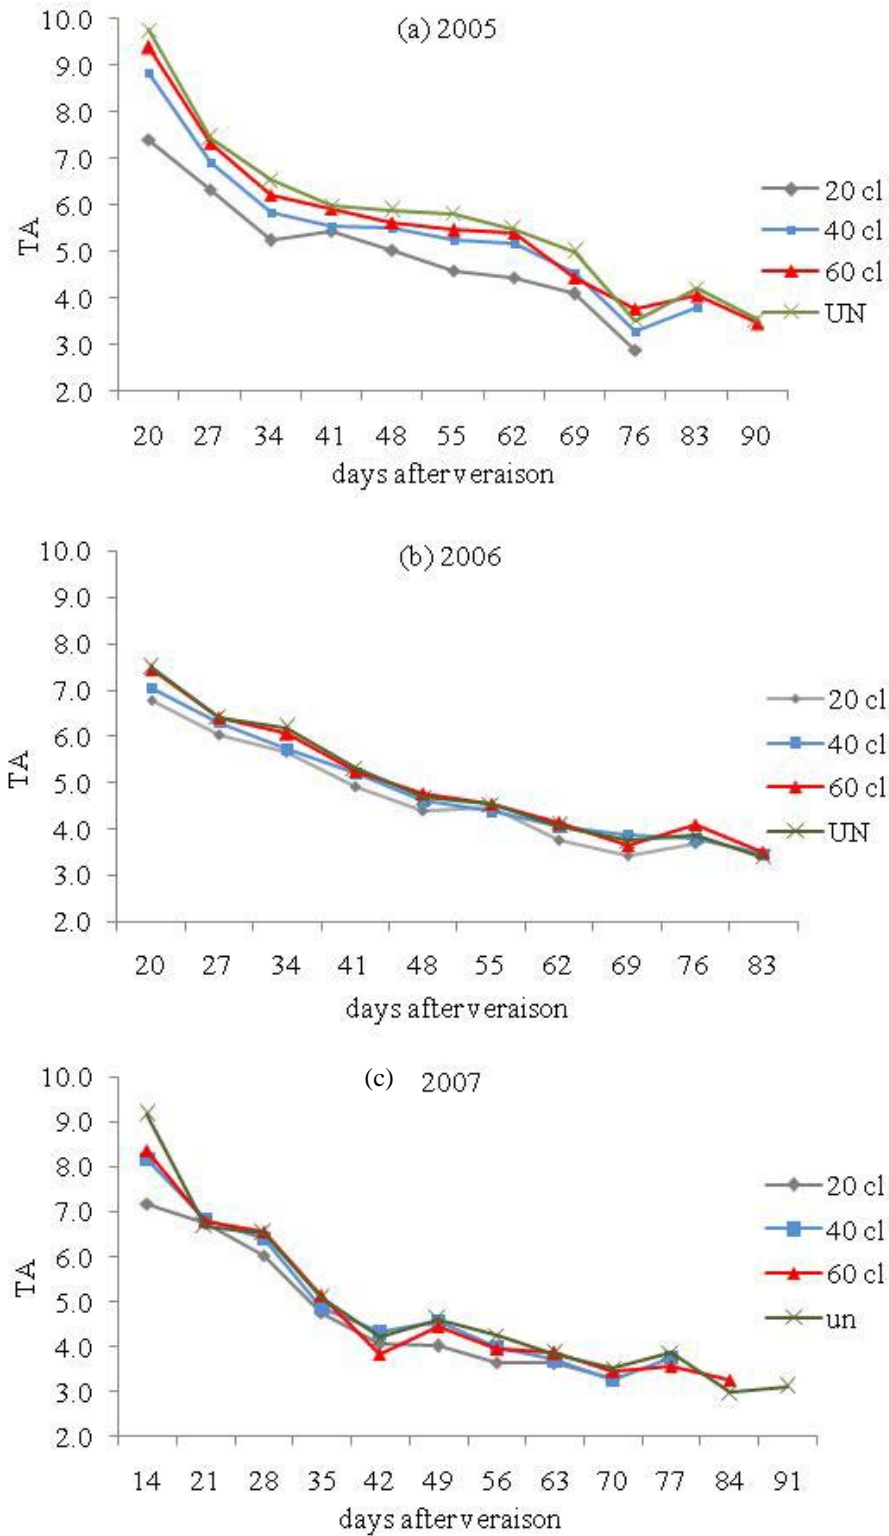 (a) 2005
10.0
9.0
8.0
7.0
6.0
5.0
4.0
3.0
2.0
TA
20 27 34 41 48 55 62 69 76 83 90
days after veraison
20 cl
40 cl
60 cl
UN
(b) 2006
10.0
9.0
8.0
7.0
6.0
5.0
4.0
3.0
2.0
TA
20 27 34 41 48 55 62 69 76 83
days after veraison
20 cl
40 cl
60 cl
UN
(c) 2007
10.0
9.0
8.0
7.0
6.0
5.0
4.0
3.0
2.0
TA
14 21 28 35 42 49 56 63 70 77 84 91
days after veraison
20 cl
40 cl
60 cl
un